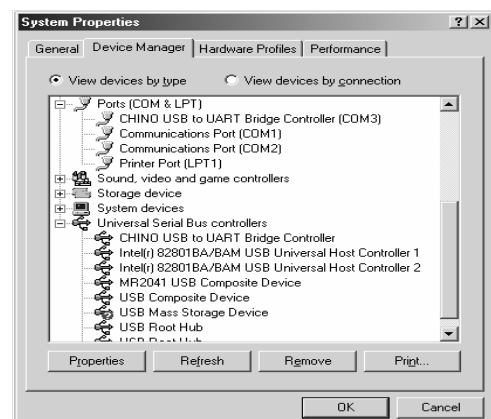 System Properties
General Device Manager Hardware Profiles Performance
View devices by type View devices by connection
Ports (COM & LPT)
CHINO USB to UART Bridge Controller (COM3)
Communications Port (COM1)
Communications Port (COM2)
Printer Port (LPT1)
Sound, video and game controllers
Storage device
System devices
Universal Serial Bus controllers
CHINO USB to UART Bridge Controller
Intel(r) 82801BA/BAM USB Universal Host Controller 1
Intel(r) 82801BA/BAM USB Universal Host Controller 2
MR2041 USB Composite Device
USB Composite Device
USB Mass Storage Device
USB Root Hub
USB Root Hub
Properties Refresh Remove Print...
OK Cancel